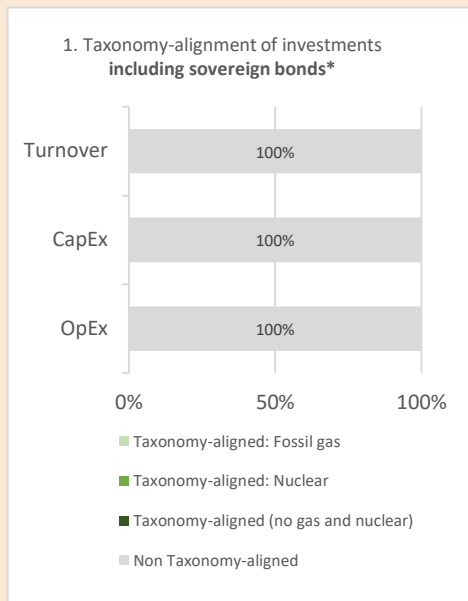 1. Taxonomy-alignment of investments
including sovereign bonds*
Turnover
100%
CapEx
100%
OpEx
100%
0%
50%
100%
Taxonomy-aligned: Fossil gas
Taxonomy-aligned: Nuclear
Taxonomy-aligned (no gas and nuclear)
Non Taxonomy-aligned